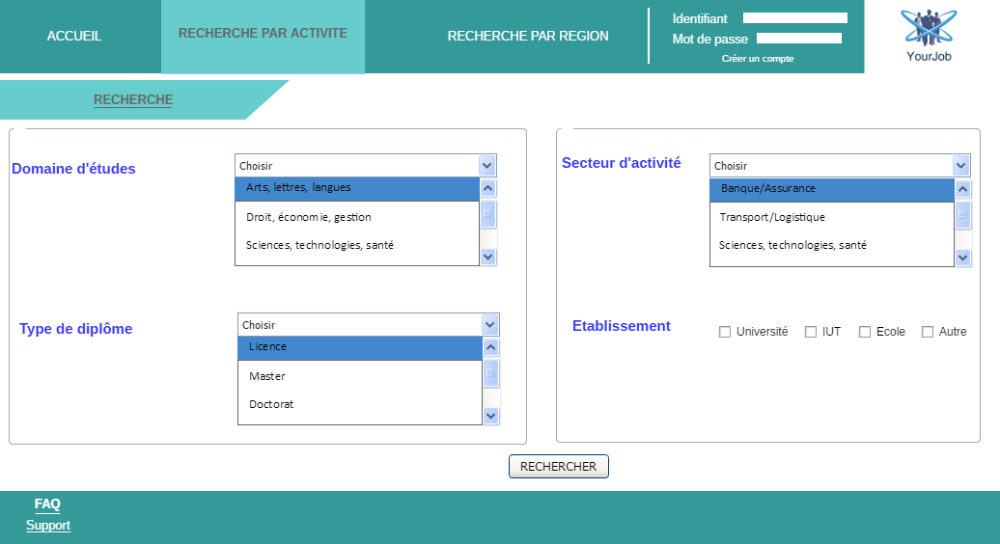 ACCUEIL
RECHERCHE PAR ACTIVITE
RECHERCHE PAR REGION
Identifiant
Mot de passe
Créer un compte
YourJob
RECHERCHE
Domaine d'études
Choisir
Arts, lettres, langues
Droit, économie, gestion
Sciences, technologies, santé
Type de diplôme
Choisir
Licence
Master
Doctorat
Secteur d'activité
Choisir
Banque/Assurance
Transport/Logistique
Sciences, technologies, santé
Etablissement
Université IUT Ecole Autre
RECHERCHER
FAQ
Support